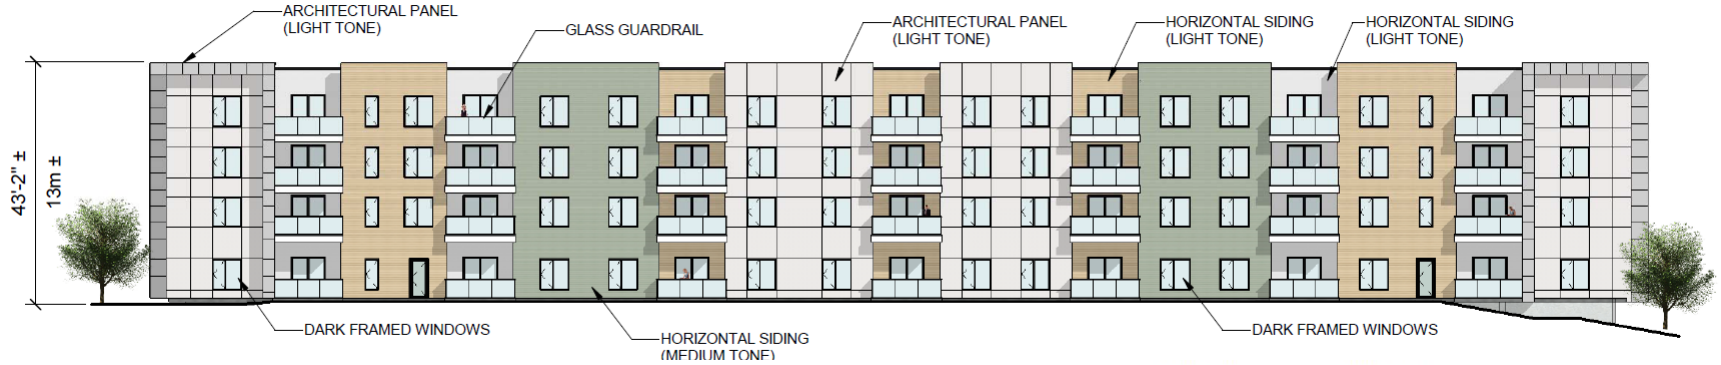 ARCHITECTURAL PANEL
(LIGHT TONE)
GLASS GUARDRAIL
ARCHITECTURAL PANEL
(LIGHT TONE)
HORIZONTAL SIDING
(LIGHT TONE)
HORIZONTAL SIDING
(LIGHT TONE)
43'-2" ±
13m ±
DARK FRAMED WINDOWS
HORIZONTAL SIDING
(MEDIUM TONE)
DARK FRAMED WINDOWS